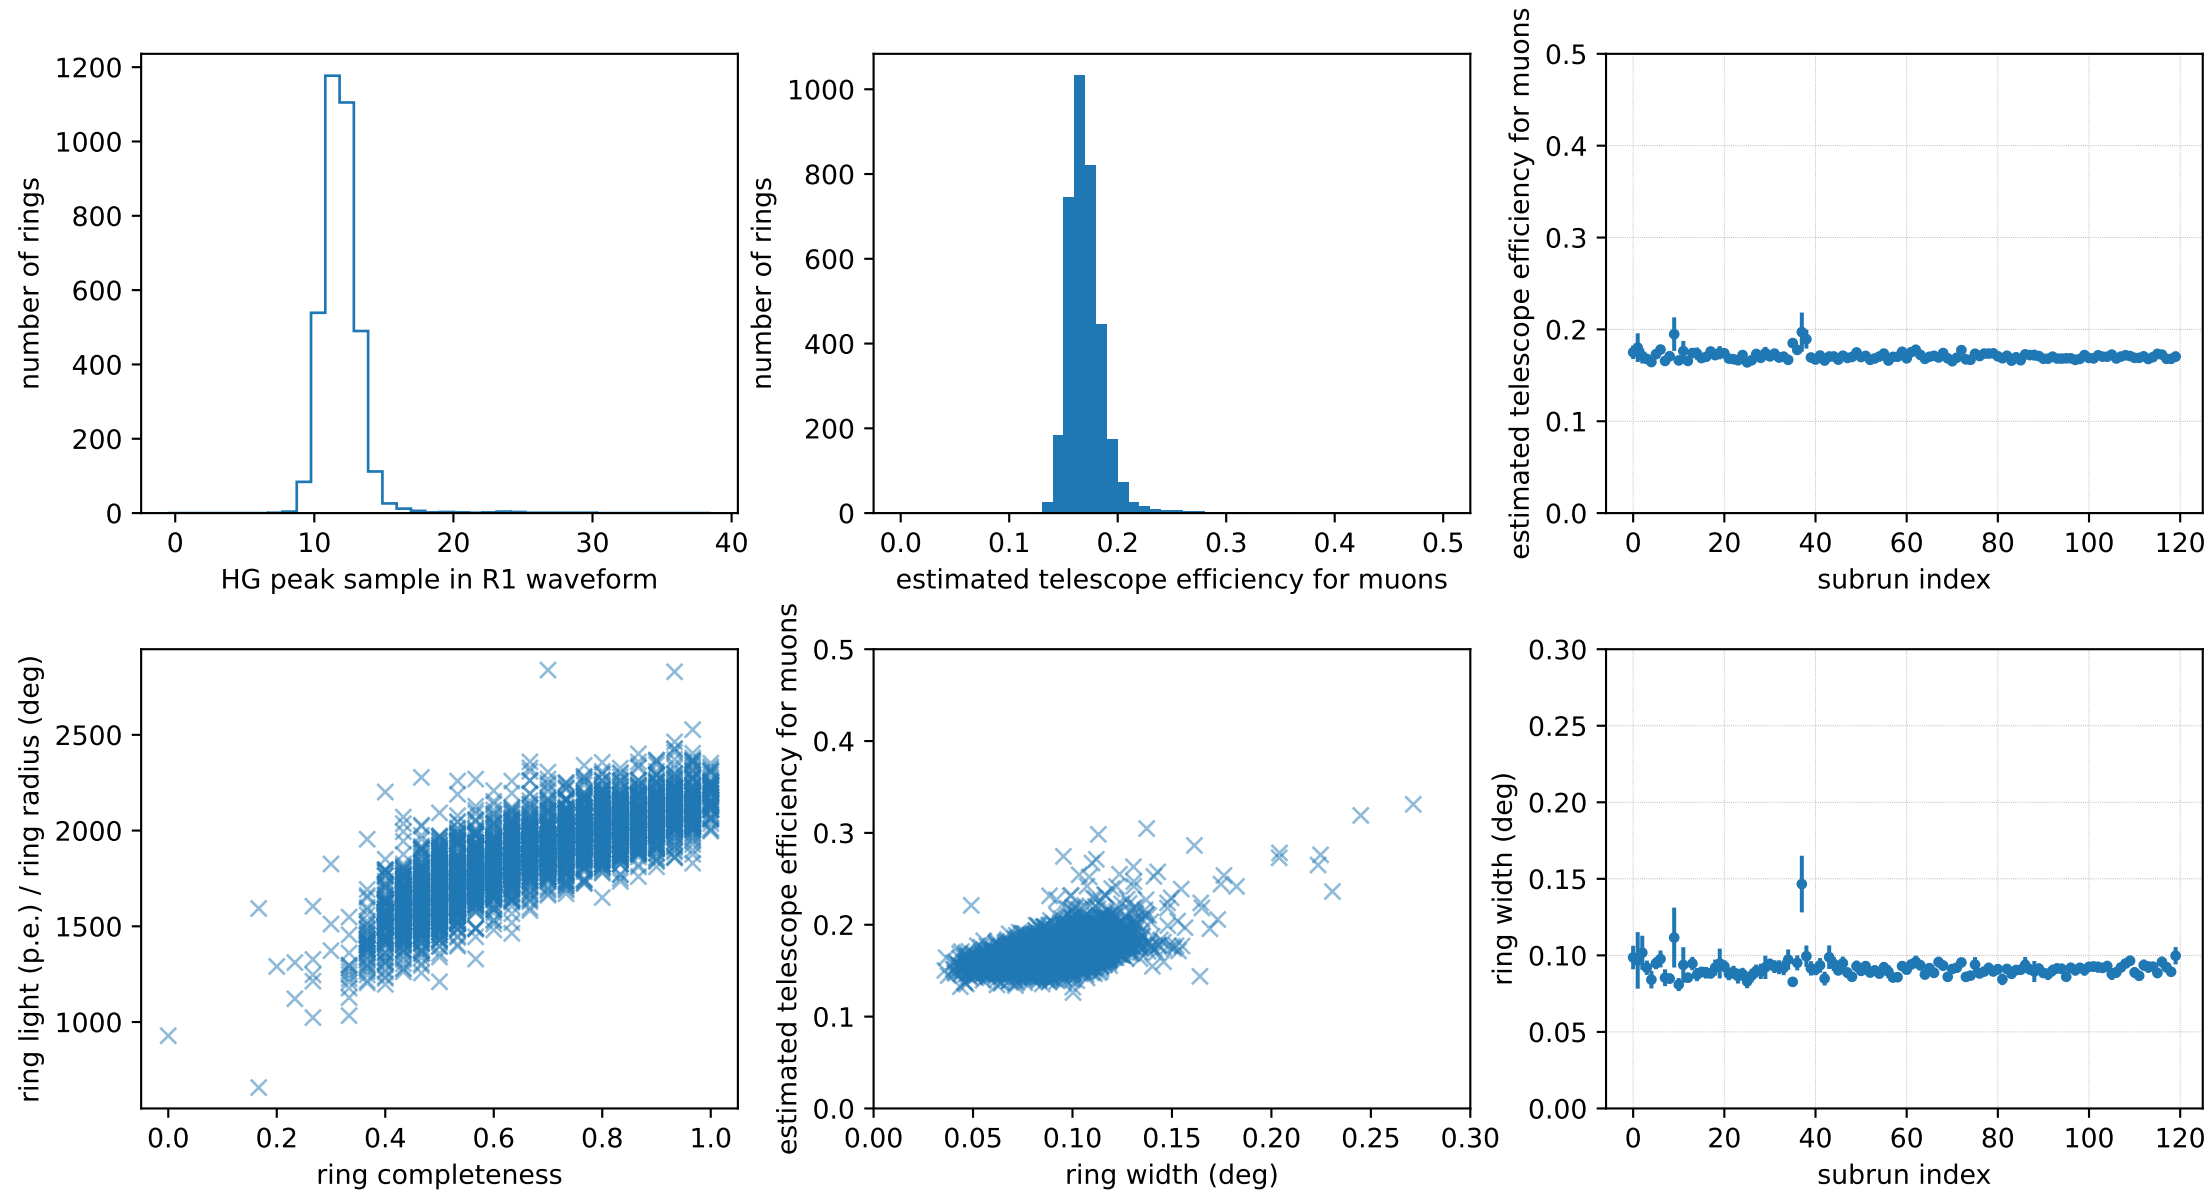 1200
1000
800
600
400
200
0
number of rings
0 10 20 30 40
HG peak sample in R1 waveform
1000
800
600
400
200
0
number of rings
0.0 0.1 0.2 0.3 0.4 0.5
estimated telescope efficiency for muons
0.5
0.4
0.3
0.2
0.1
0.0
estimated telescope efficiency for muons
0 20 40 60 80 100 120
subrun index
2500
2000
1500
1000
ring light (p.e.) / ring radius (deg)
0.0 0.2 0.4 0.6 0.8 1.0
ring completeness
0.5
0.4
0.3
0.2
0.1
0.0
estimated telescope efficiency for muons
0.00 0.05 0.10 0.15 0.20 0.25 0.30
ring width (deg)
0.30
0.25
0.20
0.15
0.10
0.05
0.00
ring width (deg)
0 20 40 60 80 100 120
subrun index